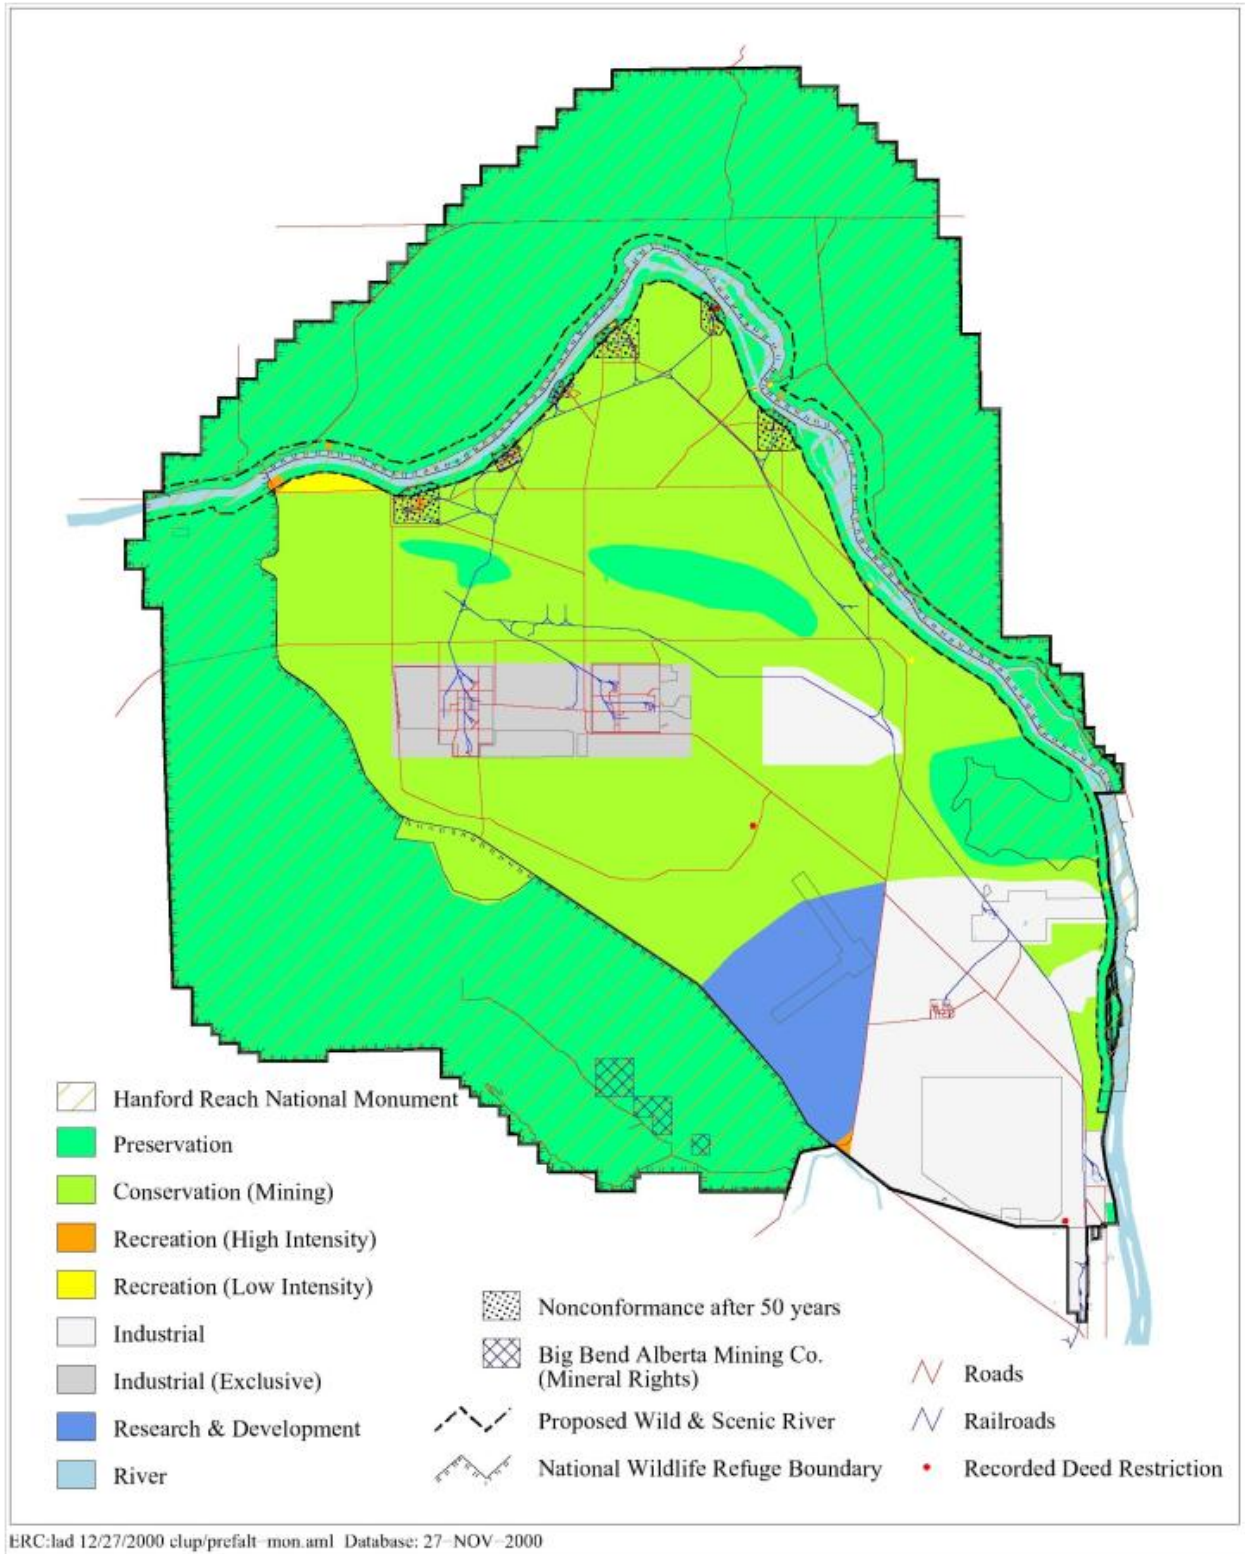 Hanford Reach National Monument
Preservation
Conservation (Mining)
Recreation (High Intensity)
Recreation (Low Intensity)
Industrial
Industrial (Exclusive)
Research & Development
River
Nonconformance after 50 years
Big Bend Alberta Mining Co.
(Mineral Rights)
Proposed Wild & Scenic River
National Wildlife Refuge Boundary
Roads
Railroads
Recorded Deed Restriction
ERC:lad 12/27/2000 clup/prefalt-mon.aml Database: 27-NOV-2000